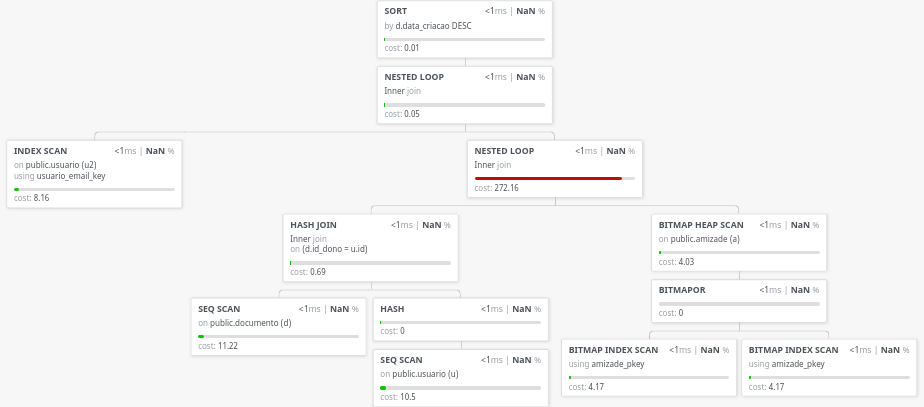 SORT <1ms | NaN %
by d.data_criacao DESC
cost: 0.01
NESTED LOOP <1ms | NaN %
Inner join
cost: 0.05
INDEX SCAN <1ms | NaN %
on public.usuario (u2)
using usuario_email_key
cost: 8.16
NESTED LOOP <1ms | NaN %
Inner join
cost: 272.16
HASH JOIN <1ms | NaN %
Inner join
on (d.id_dono = u.id)
cost: 0.69
BITMAP HEAP SCAN <1ms | NaN %
on public.amizade (a)
cost: 4.03
SEQ SCAN <1ms | NaN %
on public.documento (d)
cost: 11.22
HASH <1ms | NaN %
cost: 0
BITMAPOR <1ms | NaN %
cost: 0
SEQ SCAN <1ms | NaN %
on public.usuario (u)
cost: 10.5
BITMAP INDEX SCAN <1ms | NaN %
using amizade_pkey
cost: 4.17
BITMAP INDEX SCAN <1ms | NaN %
using amizade_pkey
cost: 4.17